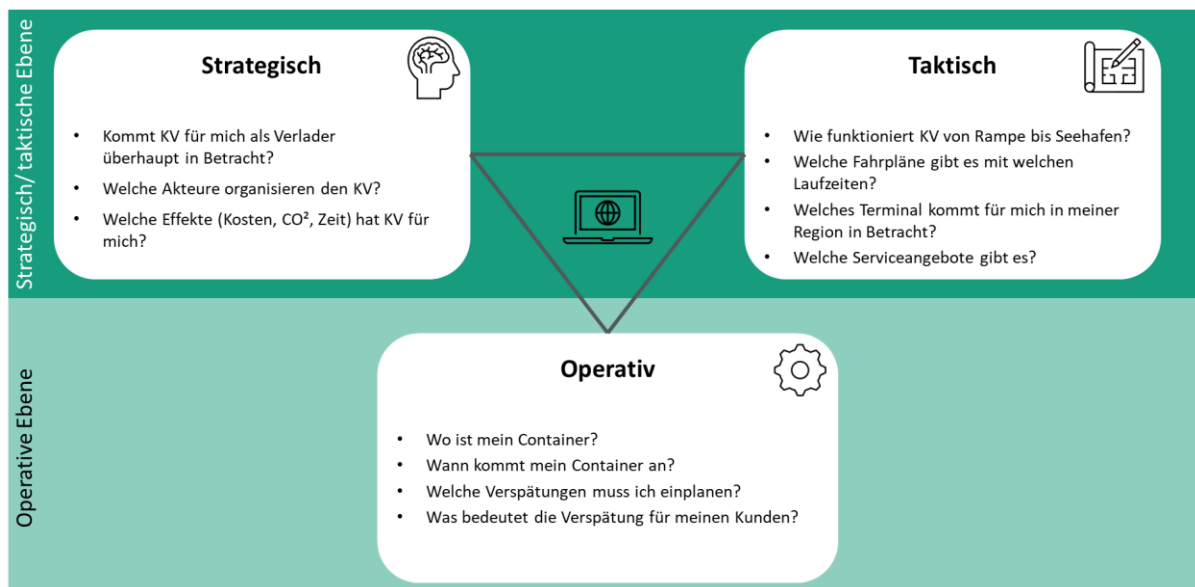 Strategisch/ taktische Ebene
Strategisch
• Kommt KV für mich als Verlader
überhaupt in Betracht?
• Welche Akteure organisieren den KV?
• Welche Effekte (Kosten, CO², Zeit) hat KV für
mich?
Taktisch
• Wie funktioniert KV von Rampe bis Seehafen?
• Welche Fahrpläne gibt es mit welchen
Laufzeiten?
• Welches Terminal kommt für mich in meiner
Region in Betracht?
• Welche Serviceangebote gibt es?
Operative Ebene
Operativ
• Wo ist mein Container?
• Wann kommt mein Container an?
• Welche Verspätungen muss ich einplanen?
• Was bedeutet die Verspätung für meinen Kunden?